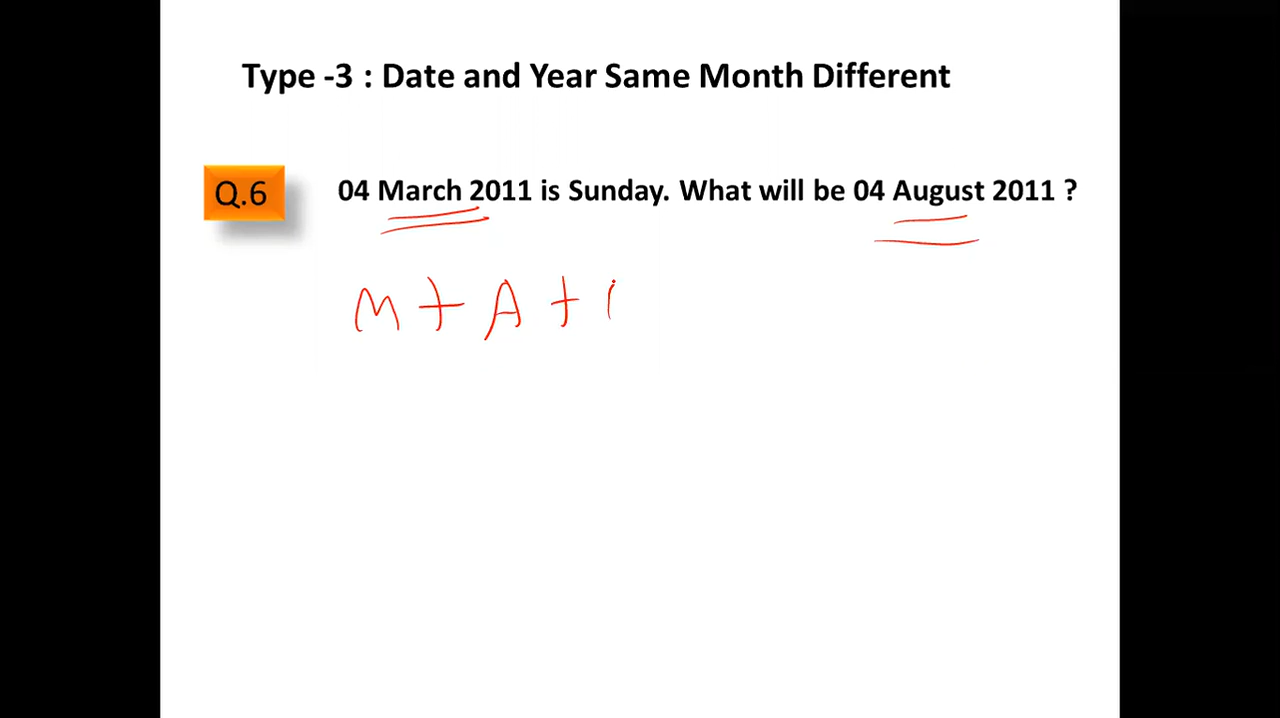 Type -3 : Date and Year Same Month Different
Q.6 04 March 2011 is Sunday. What will be 04 August 2011 ?
M + A +